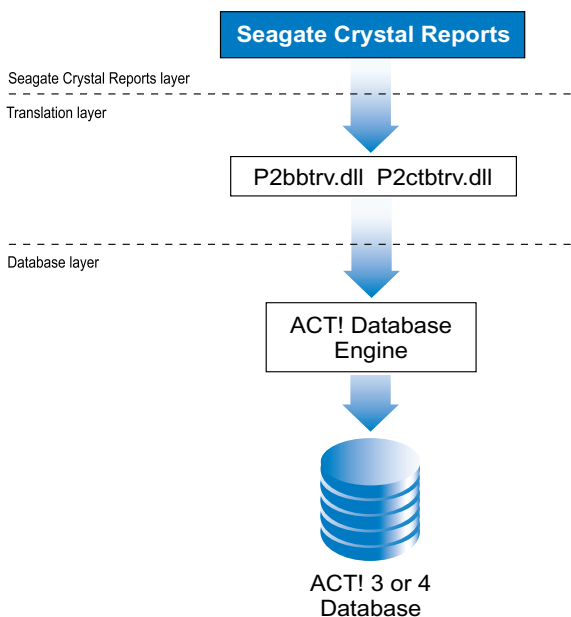 Seagate Crystal Reports
Seagate Crystal Reports layer
Translation layer
P2bbtrv.dll P2ctbtrv.dll
Database layer
ACT! Database
Engine
ACT! 3 or 4
Database